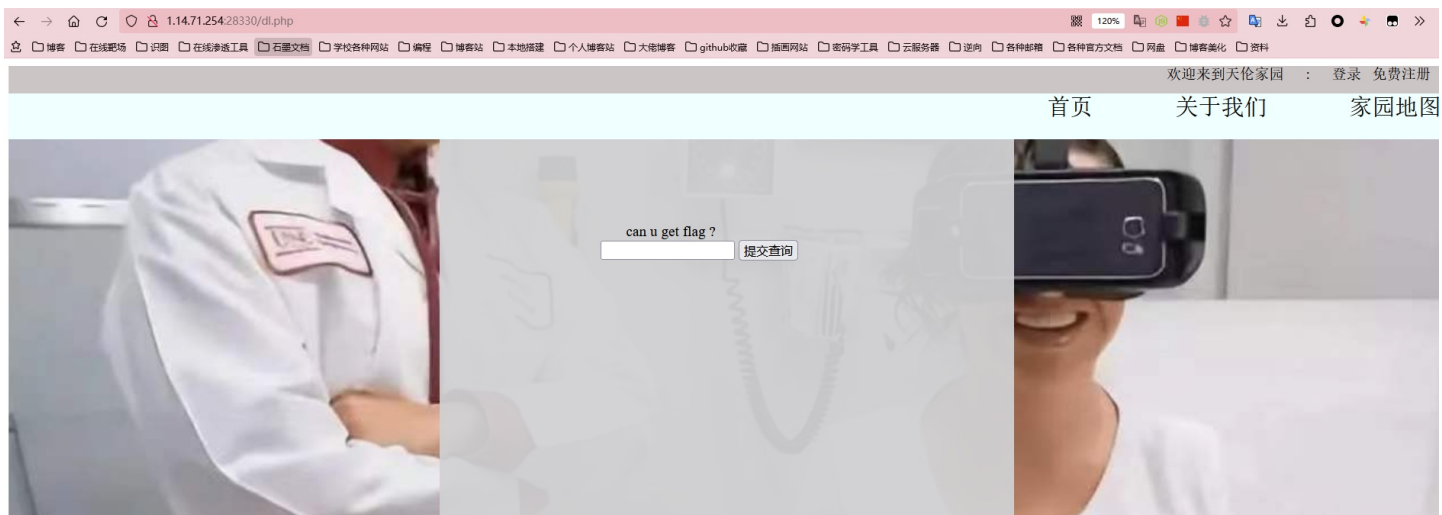 1.14.71.254:28330/dl.php
120%
博客 在线靶场 识图 在线渗透工具 石墨文档 学校各种网站 编程 博客站 本地搭建 个人博客站 大佬博客 github收藏 插画网站 密码学工具 云服务器 逆向 各种邮箱 各种官方文档 网盘 博客美化 资料
欢迎来到天伦家园 : 登录 免费注册
首页 关于我们 家园地图
can u get flag ?
提交查询